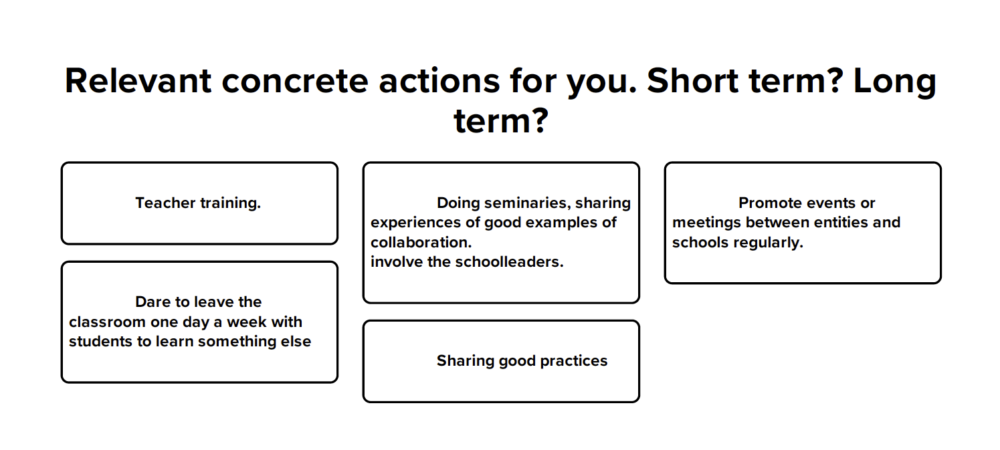 Relevant concrete actions for you. Short term? Long
term?
Teacher training.
Doing seminaries, sharing
experiences of good examples of
collaboration.
involve the schoolleaders.
Promote events or
meetings between entities and
schools regularly.
Dare to leave the
classroom one day a week with
students to learn something else
Sharing good practices